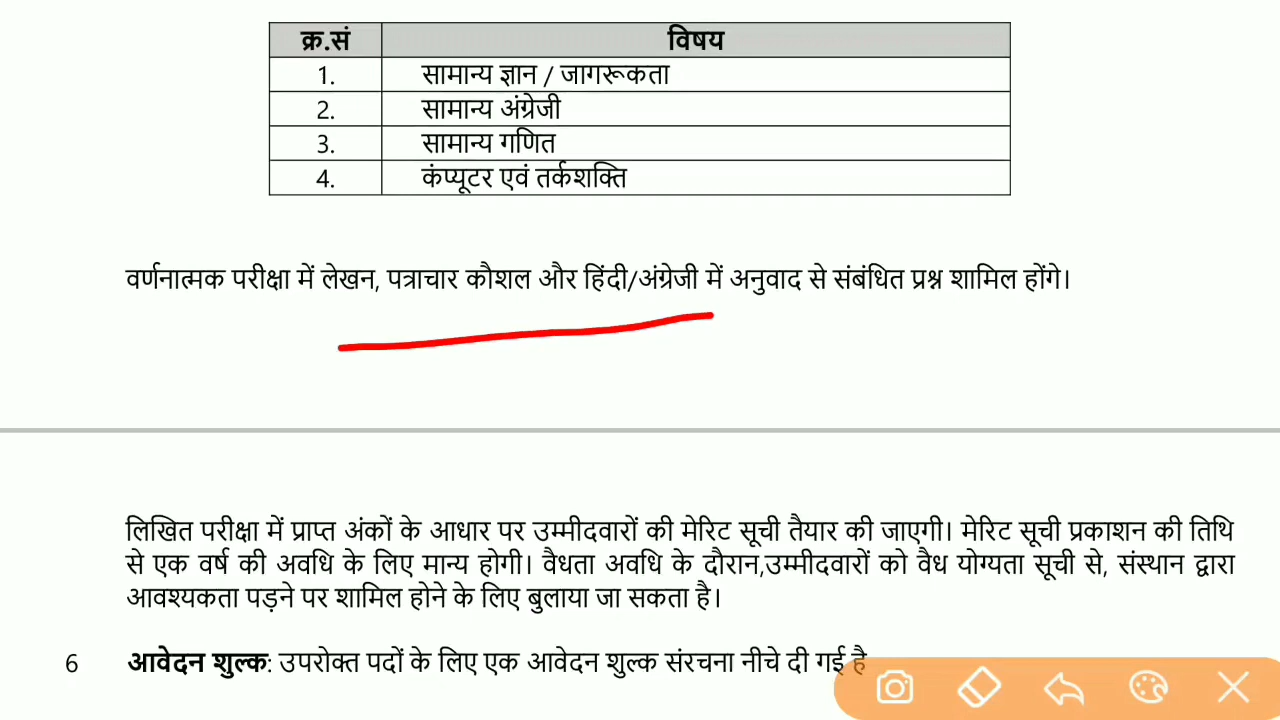 क्र.सं विषय
1. सामान्य ज्ञान / जागरूकता
2. सामान्य अंग्रेजी
3. सामान्य गणित
4. कंप्यूटर एवं तर्कशक्ति
वर्णनात्मक परीक्षा में लेखन, पत्राचार कौशल और हिंदी/अंग्रेजी में अनुवाद से संबंधित प्रश्न शामिल होंगे।
लिखित परीक्षा में प्राप्त अंकों के आधार पर उम्मीदवारों की मेरिट सूची तैयार की जाएगी। मेरिट सूची प्रकाशन की तिथि
से एक वर्ष की अवधि के लिए मान्य होगी। वैधता अवधि के दौरान,उम्मीदवारों को वैध योग्यता सूची से, संस्थान द्वारा
आवश्यकता पड़ने पर शामिल होने के लिए बुलाया जा सकता है।
6 आवेदन शुल्क: उपरोक्त पदों के लिए एक आवेदन शुल्क संरचना नीचे दी गई है